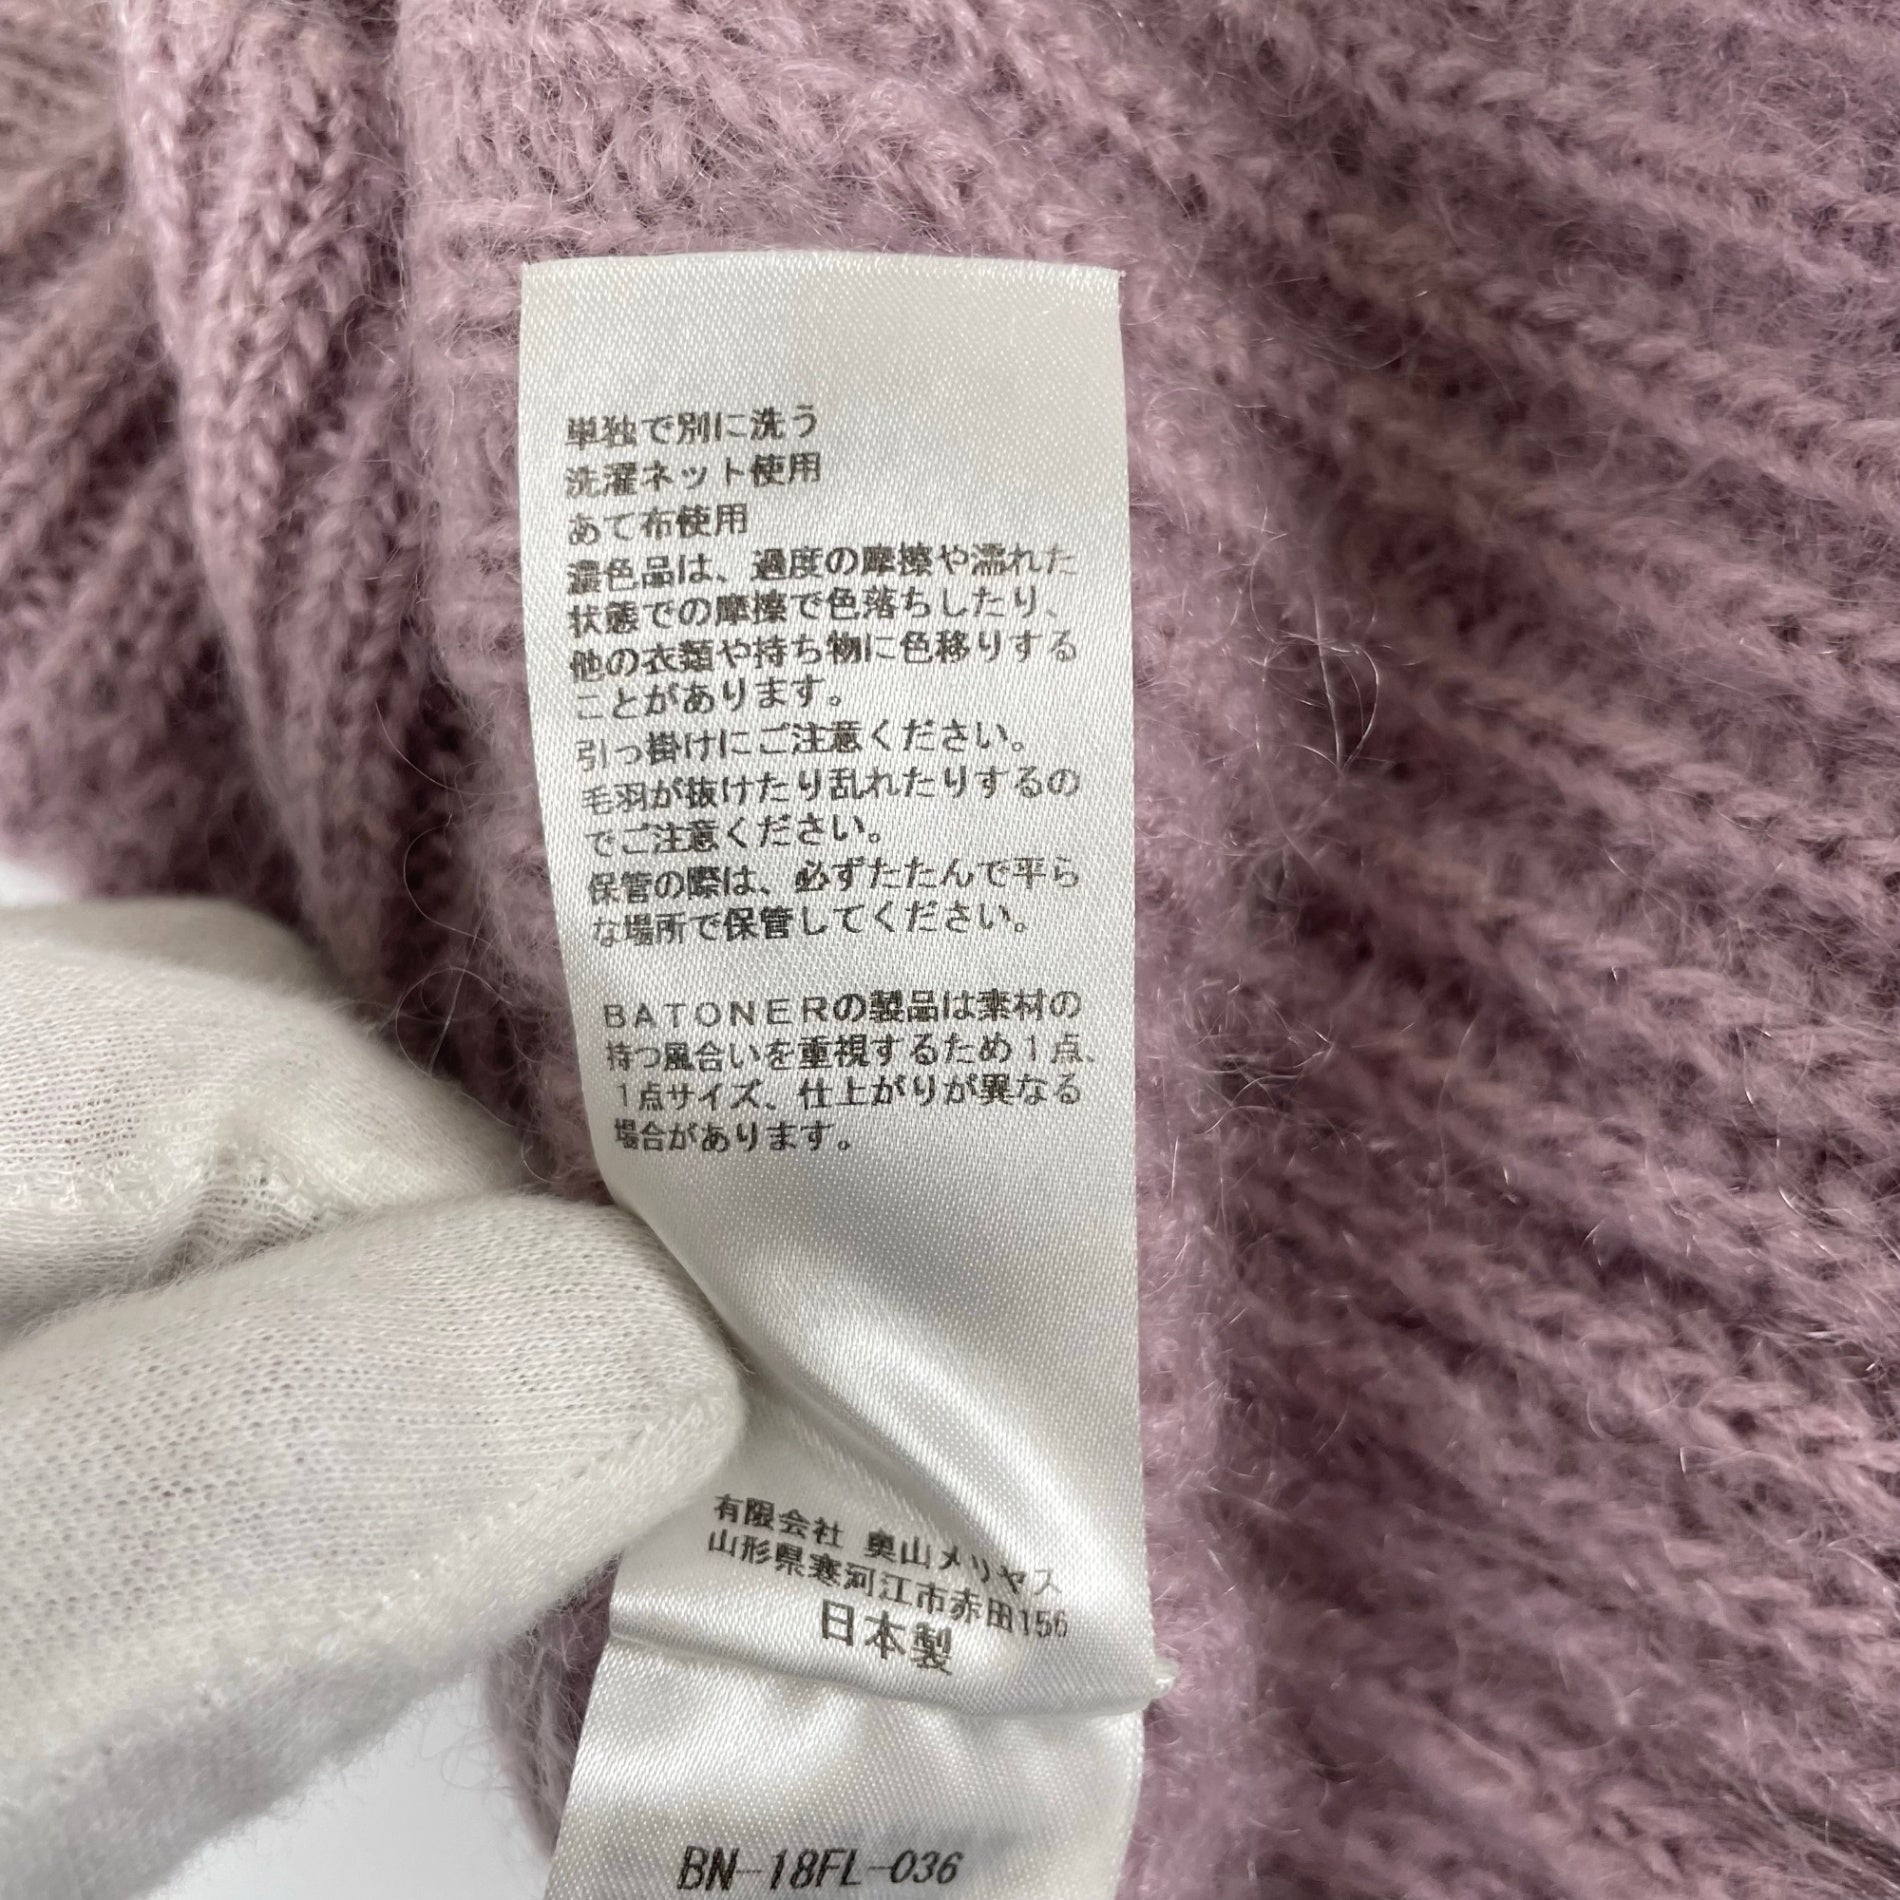 単独で別に洗う
洗濯ネット使用
あて布使用
濃色品は、過度の摩擦や濡れた
状態での摩擦で色落ちしたり、
他の衣類や持ち物に色移りする
ことがあります。
引っ掛けにご注意ください。
毛羽が抜けたり乱れたりするの
でご注意ください。
保管の際は、必ずたたんで平ら
な場所で保管してください。
BATONERの製品は素材の
持つ風合いを重視するため1点、
1点サイズ、仕上がりが異なる
場合があります。
有限会社 奥山メリヤス
山形県寒河江市赤田156
日本製
BN-18FL-036